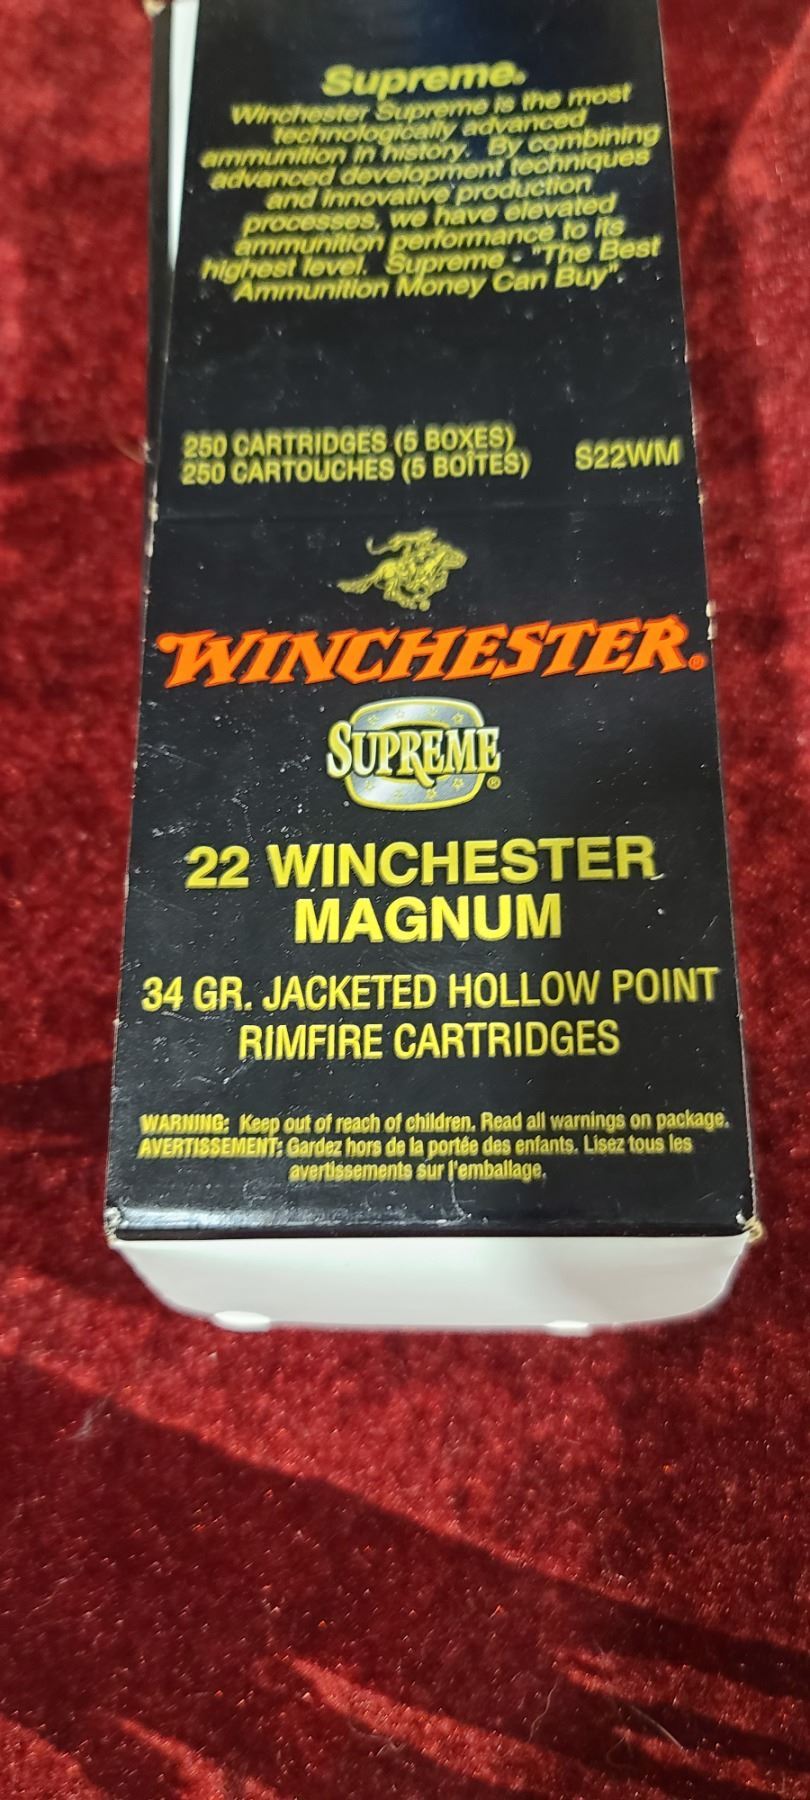 Supreme®
Winchester Supreme is the most
technologically advanced
ammunition in history. By combining
advanced development techniques
and innovative production
processes, we have elevated
ammunition performance to its
highest level. Supreme - "The Best
Ammunition Money Can Buy".
250 CARTRIDGES (5 BOXES)
250 CARTOUCHES (5 BOÎTES) S22WM
WINCHESTER®
SUPREME®
22 WINCHESTER
MAGNUM
34 GR. JACKETED HOLLOW POINT
RIMFIRE CARTRIDGES
WARNING: Keep out of reach of children. Read all warnings on package.
AVERTISSEMENT: Gardez hors de la portée des enfants. Lisez tous les
avertissements sur l'emballage.